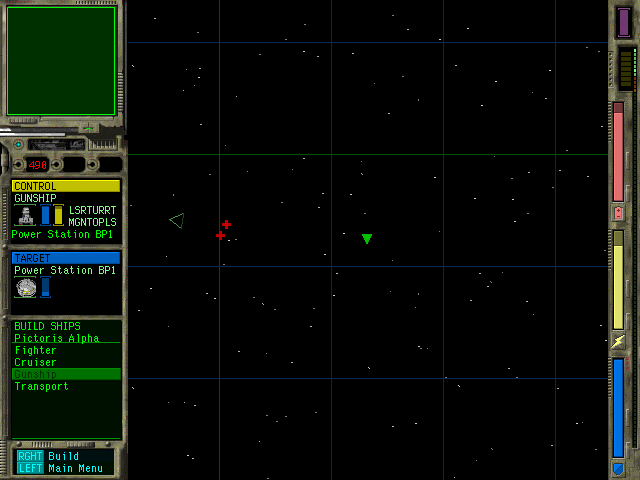 490
CONTROL
GUNSHIP
LSRTURRT
MGNTOPLS
Power Station BP1
TARGET
Power Station BP1
BUILD SHIPS
Pictoris Alpha
Fighter
Cruiser
Gunship
Transport
RGHT Build
LEFT Main Menu